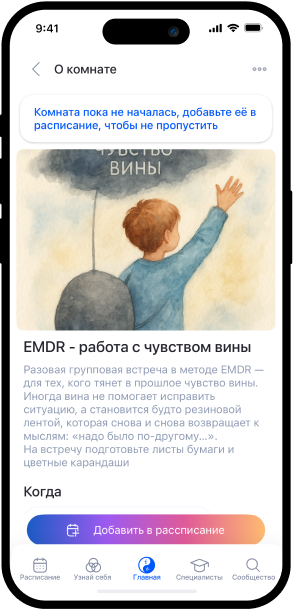 9:41
О комнате
Комната пока не началась, добавьте её в
расписание, чтобы не пропустить
ЧУВСТВО
ВИНЫ
EMDR - работа с чувством вины
Разовая групповая встреча в методе EMDR —
для тех, кого тянет в прошлое чувство вины.
Иногда вина не помогает исправить
ситуацию, а становится будто резиновой
лентой, которая снова и снова возвращает к
мыслям: «надо было по-другому…».
На встречу подготовьте листы бумаги и
цветные карандаши
Когда
Добавить в рассписание
Расписание
Узнай себя
Главная
Специалисты
Сообщество